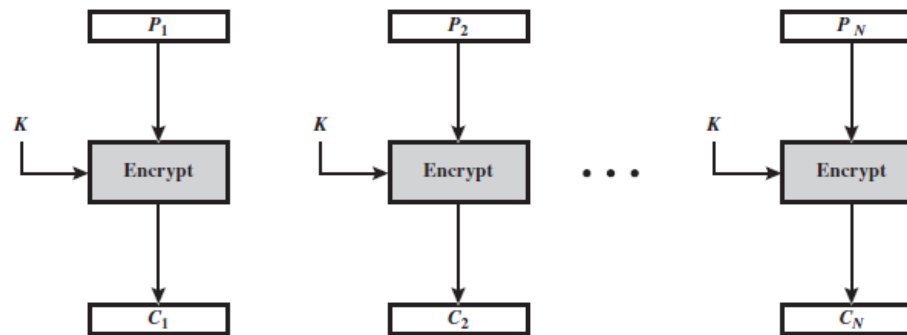 P1 P2 PN
K K K
Encrypt Encrypt • • • Encrypt
C1 C2 CN